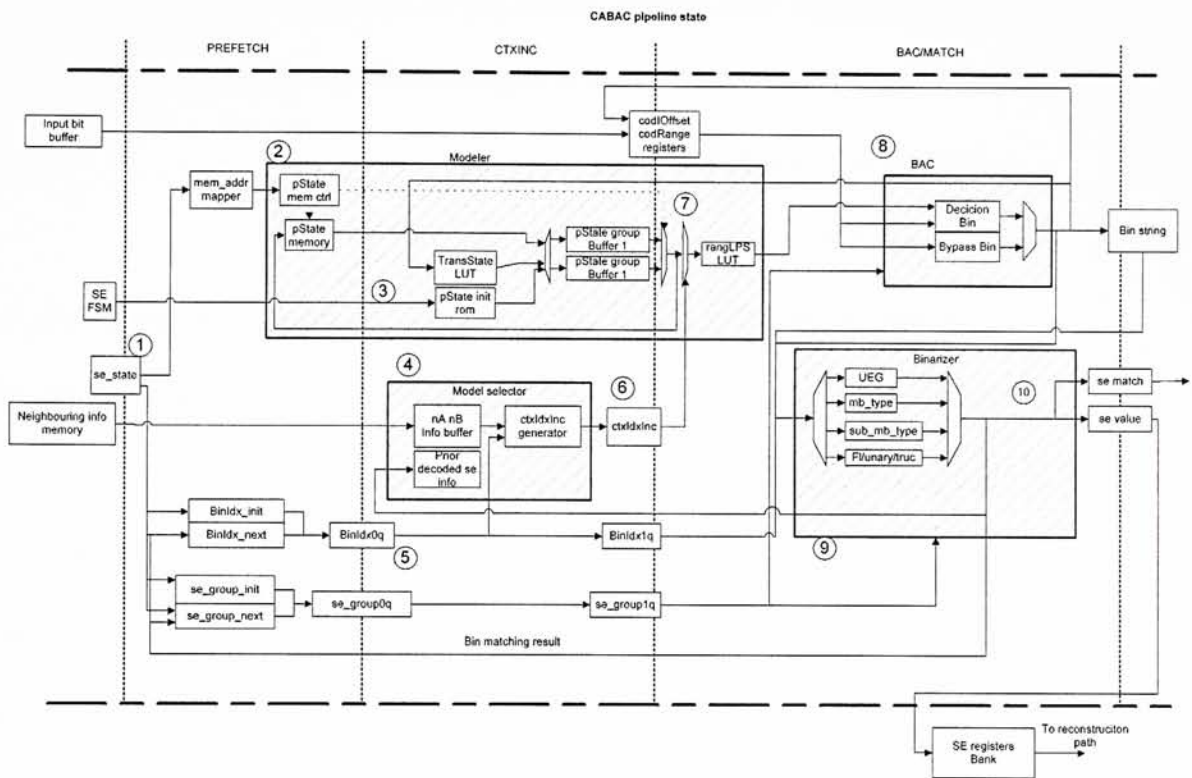 CABAC pipeline state
PREFETCH
CTXINC
BAC/MATCH
Input bit
buffer
codIOffset
codRange
registers
2
Modeler
8
BAC
mem_addr
mapper
pState
mem ctrl
7
Decicion
Bin
Bypass Bin
Bin string
pState
memory
pState group
Buffer 1
pState group
Buffer 1
rangLPS
LUT
TransState
LUT
3
pState init
rom
SE
FSM
1
se_state
4
Model selector
6
Binarizer
Neighbouring info
memory
nA nB
Info buffer
ctxIdxInc
generator
ctxIdxInc
Prior
decoded se
info
UEG
mb_type
sub_mb_type
Fl/unary/truc
10
se match
se value
BinIdx_init
BinIdx_next
BinIdx0q
5
BinIdx1q
9
se_group_init
se_group_next
se_group0q
se_group1q
Bin matching result
SE registers
Bank
To reconstruciton
path